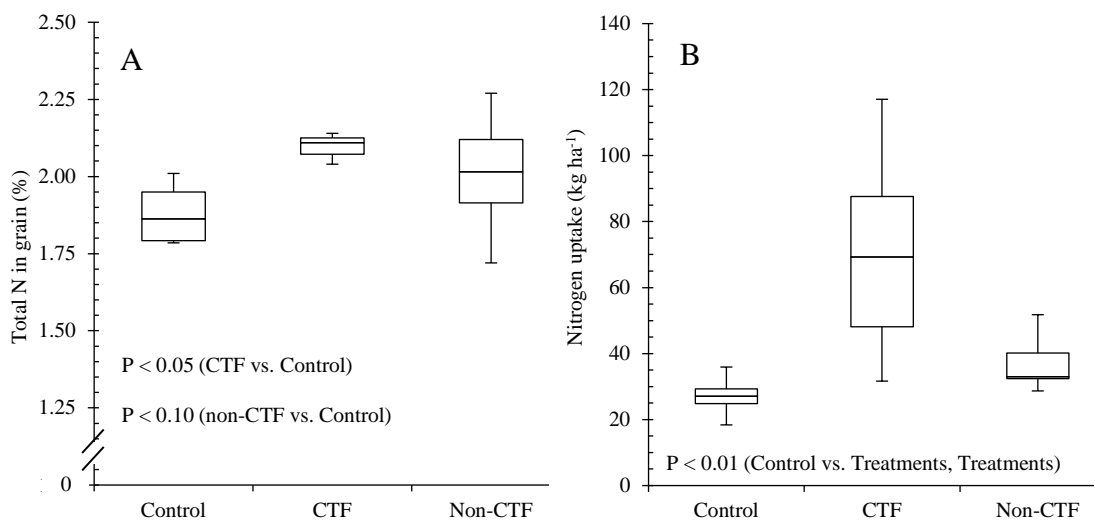 A
Total N in grain (%)
2.50
2.25
2.00
1.75
1.50
1.25
0
P < 0.05 (CTF vs. Control)
P < 0.10 (non-CTF vs. Control)
Control CTF Non-CTF
B
Nitrogen uptake (kg ha⁻¹)
140
120
100
80
60
40
20
0
P < 0.01 (Control vs. Treatments, Treatments)
Control CTF Non-CTF